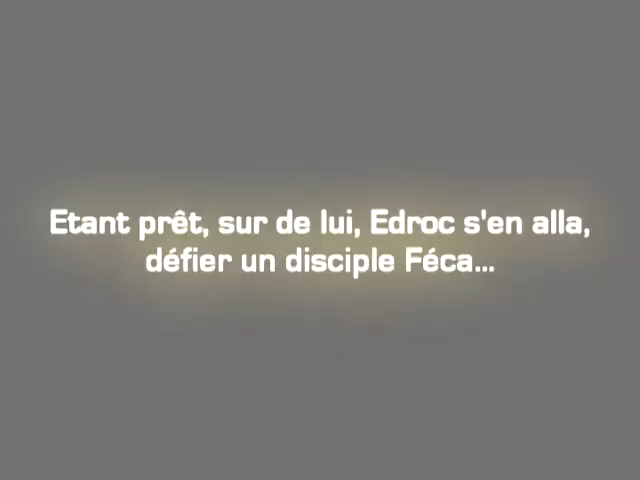 Etant prêt, sur de lui, Edroc s'en alla,
défier un disciple Féca...